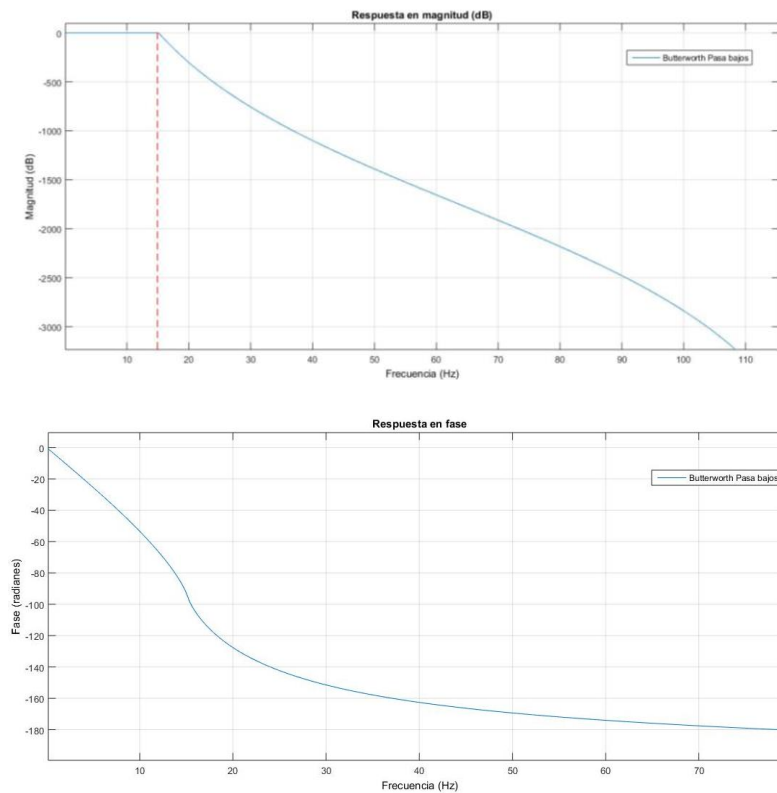 Respuesta en magnitud (dB)
0
-500
-1000
-1500
-2000
-2500
-3000
Magnitud (dB)
Butterworth Pasa bajos
10 20 30 40 50 60 70 80 90 100 110
Frecuencia (Hz)
Respuesta en fase
0
-20
-40
-60
-80
-100
-120
-140
-160
-180
Fase (radianes)
Butterworth Pasa bajos
10 20 30 40 50 60 70
Frecuencia (Hz)